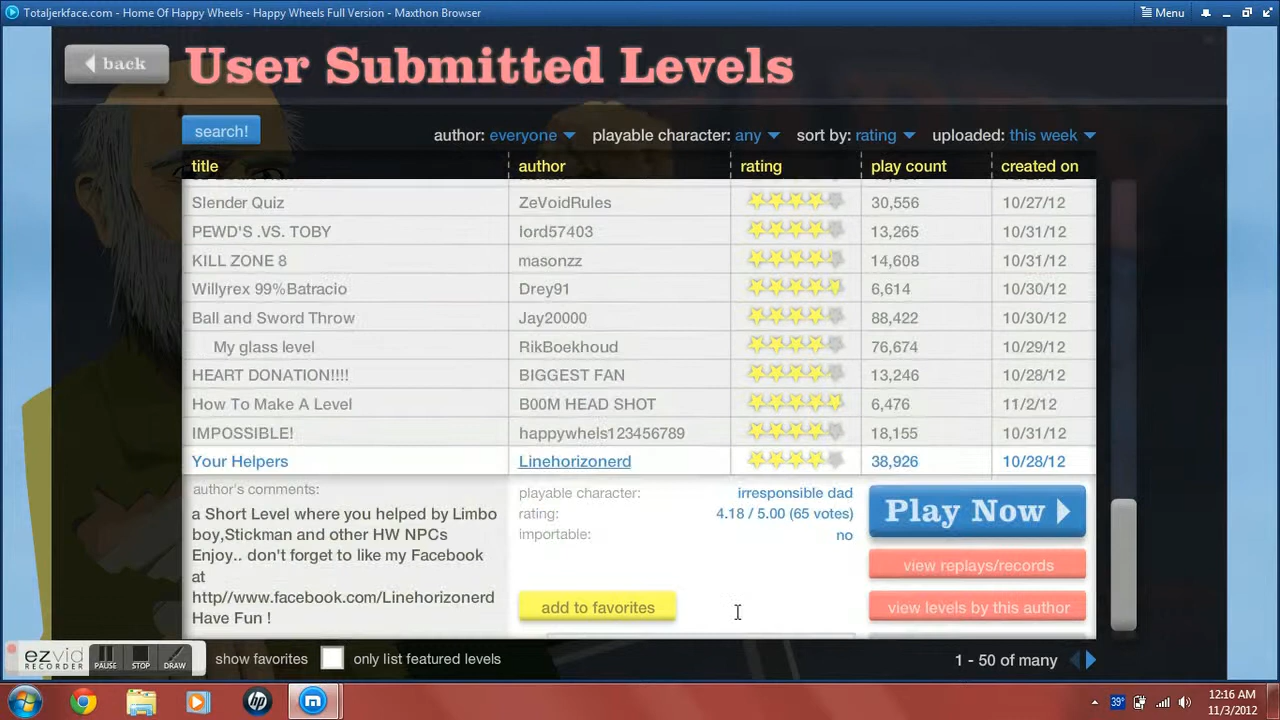 Totaljerkface.com - Home Of Happy Wheels - Happy Wheels Full Version - Maxthon Browser
Menu
back
User Submitted Levels
search!
author: everyone playable character: any sort by: rating uploaded: this week
title author rating play count created on
Slender Quiz ZeVoidRules 30,556 10/27/12
PEWD'S .VS. TOBY lord57403 13,265 10/31/12
KILL ZONE 8 masonzz 14,608 10/31/12
Willyrex 99%Batracio Drey91 6,614 10/30/12
Ball and Sword Throw Jay20000 88,422 10/30/12
My glass level RikBoekhoud 76,674 10/29/12
HEART DONATION!!!! BIGGEST FAN 13,246 10/28/12
How To Make A Level B00M HEAD SHOT 6,476 11/2/12
IMPOSSIBLE! happywhels123456789 18,155 10/31/12
Your Helpers Linehorizonerd 38,926 10/28/12
author's comments:
a Short Level where you helped by Limbo
boy,Stickman and other HW NPCs
Enjoy.. don't forget to like my Facebook
at
http//www.facebook.com/Linehorizonerd
Have Fun !
playable character: irresponsible dad
rating: 4.18 / 5.00 (65 votes)
importable: no
add to favorites
Play Now
view replays/records
view levels by this author
ezvid
RECORDER
PAUSE STOP DRAW
show favorites only list featured levels 1 - 50 of many
hp
39°
12:16 AM
11/3/2012